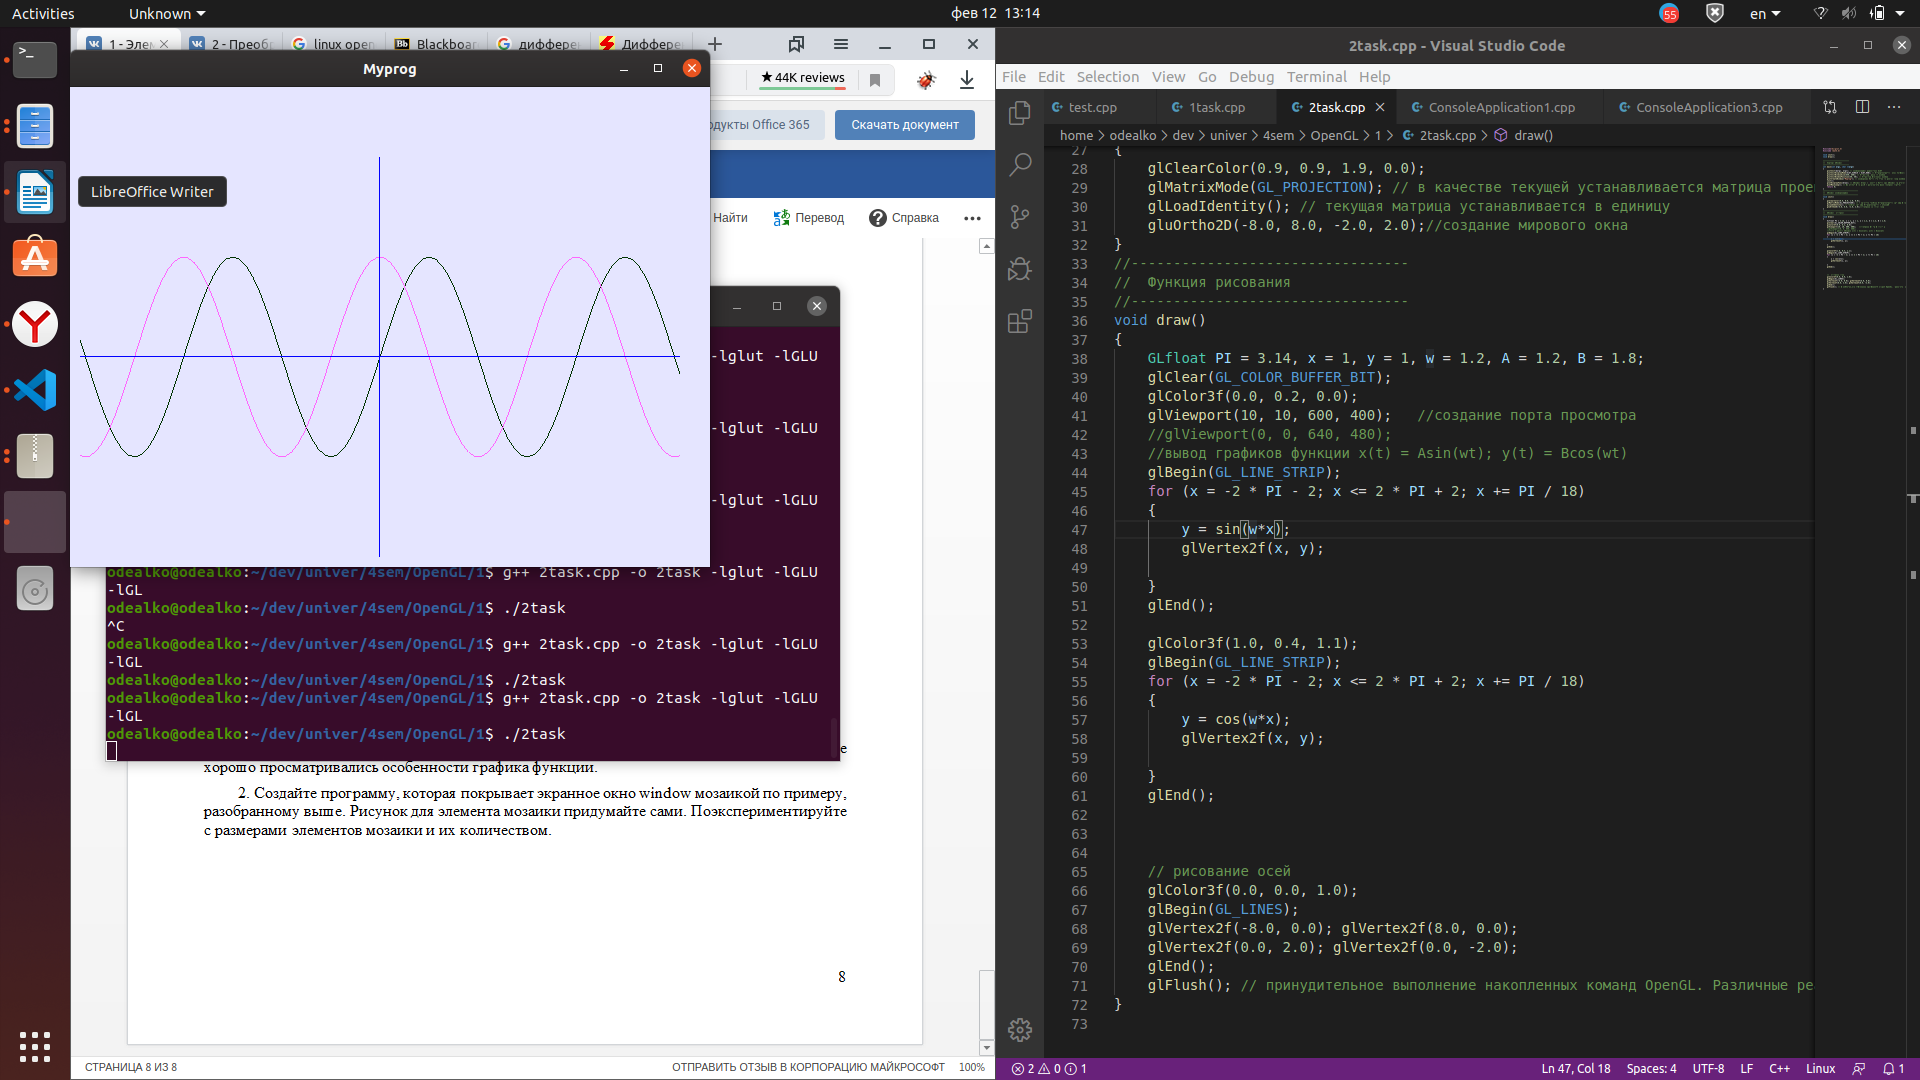 Activities
Unknown
фев 12 13:14
55
en
1 - Эле
2 - Преоб
linux open
Blackboar
диффере
Диффере
Myprog
★ 44K reviews
одукты Office 365
Скачать документ
LibreOffice Writer
Найти
Перевод
Справка
-lglut -lGLU
-lglut -lGLU
-lglut -lGLU
odealko@odealko:~/dev/univer/4sem/OpenGL/1$ g++ 2task.cpp -o 2task -lglut -lGLU
-lGL
odealko@odealko:~/dev/univer/4sem/OpenGL/1$ ./2task
^C
odealko@odealko:~/dev/univer/4sem/OpenGL/1$ g++ 2task.cpp -o 2task -lglut -lGLU
-lGL
odealko@odealko:~/dev/univer/4sem/OpenGL/1$ ./2task
odealko@odealko:~/dev/univer/4sem/OpenGL/1$ g++ 2task.cpp -o 2task -lglut -lGLU
-lGL
odealko@odealko:~/dev/univer/4sem/OpenGL/1$ ./2task
е
хорошо просматривались особенности графика функции.
2. Создайте программу, которая покрывает экранное окно window мозаикой по примеру,
разобранному выше. Рисунок для элемента мозаики придумайте сами. Поэкспериментируйте
с размерами элементов мозаики и их количеством.
8
СТРАНИЦА 8 ИЗ 8
ОТПРАВИТЬ ОТЗЫВ В КОРПОРАЦИЮ МАЙКРОСОФТ 100%
2task.cpp - Visual Studio Code
File Edit Selection View Go Debug Terminal Help
test.cpp
1task.cpp
2task.cpp
ConsoleApplication1.cpp
ConsoleApplication3.cpp
home > odealko > dev > univer > 4sem > OpenGL > 1 > 2task.cpp > draw()
27 {
28 glClearColor(0.9, 0.9, 1.9, 0.0);
29 glMatrixMode(GL_PROJECTION); // в качестве текущей устанавливается матрица прое
30 glLoadIdentity(); // текущая матрица устанавливается в единицу
31 gluOrtho2D(-8.0, 8.0, -2.0, 2.0);//создание мирового окна
32 }
33 //---------------------------------
34 // Функция рисования
35 //---------------------------------
36 void draw()
37 {
38 GLfloat PI = 3.14, x = 1, y = 1, w = 1.2, A = 1.2, B = 1.8;
39 glClear(GL_COLOR_BUFFER_BIT);
40 glColor3f(0.0, 0.2, 0.0);
41 glViewport(10, 10, 600, 400); //создание порта просмотра
42 //glViewport(0, 0, 640, 480);
43 //вывод графиков функции x(t) = Asin(wt); y(t) = Bcos(wt)
44 glBegin(GL_LINE_STRIP);
45 for (x = -2 * PI - 2; x <= 2 * PI + 2; x += PI / 18)
46 {
47 y = sin(w*x);
48 glVertex2f(x, y);
49
50 }
51 glEnd();
52
53 glColor3f(1.0, 0.4, 1.1);
54 glBegin(GL_LINE_STRIP);
55 for (x = -2 * PI - 2; x <= 2 * PI + 2; x += PI / 18)
56 {
57 y = cos(w*x);
58 glVertex2f(x, y);
59
60 }
61 glEnd();
62
63
64
65 // рисование осей
66 glColor3f(0.0, 0.0, 1.0);
67 glBegin(GL_LINES);
68 glVertex2f(-8.0, 0.0); glVertex2f(8.0, 0.0);
69 glVertex2f(0.0, 2.0); glVertex2f(0.0, -2.0);
70 glEnd();
71 glFlush(); // принудительное выполнение накопленных команд OpenGL. Различные ре
72 }
73
2 0 1
Ln 47, Col 18 Spaces: 4 UTF-8 LF C++ Linux 1